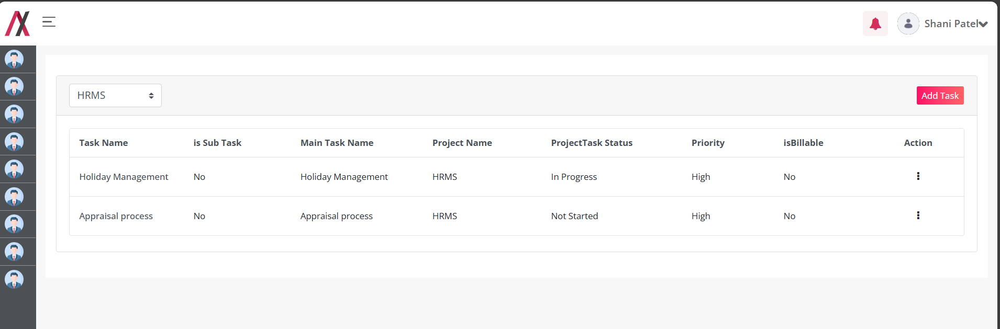 Shani Patel
HRMS
Add Task
Task Name is Sub Task Main Task Name Project Name ProjectTask Status Priority isBillable Action
Holiday Management No Holiday Management HRMS In Progress High No
Appraisal process No Appraisal process HRMS Not Started High No